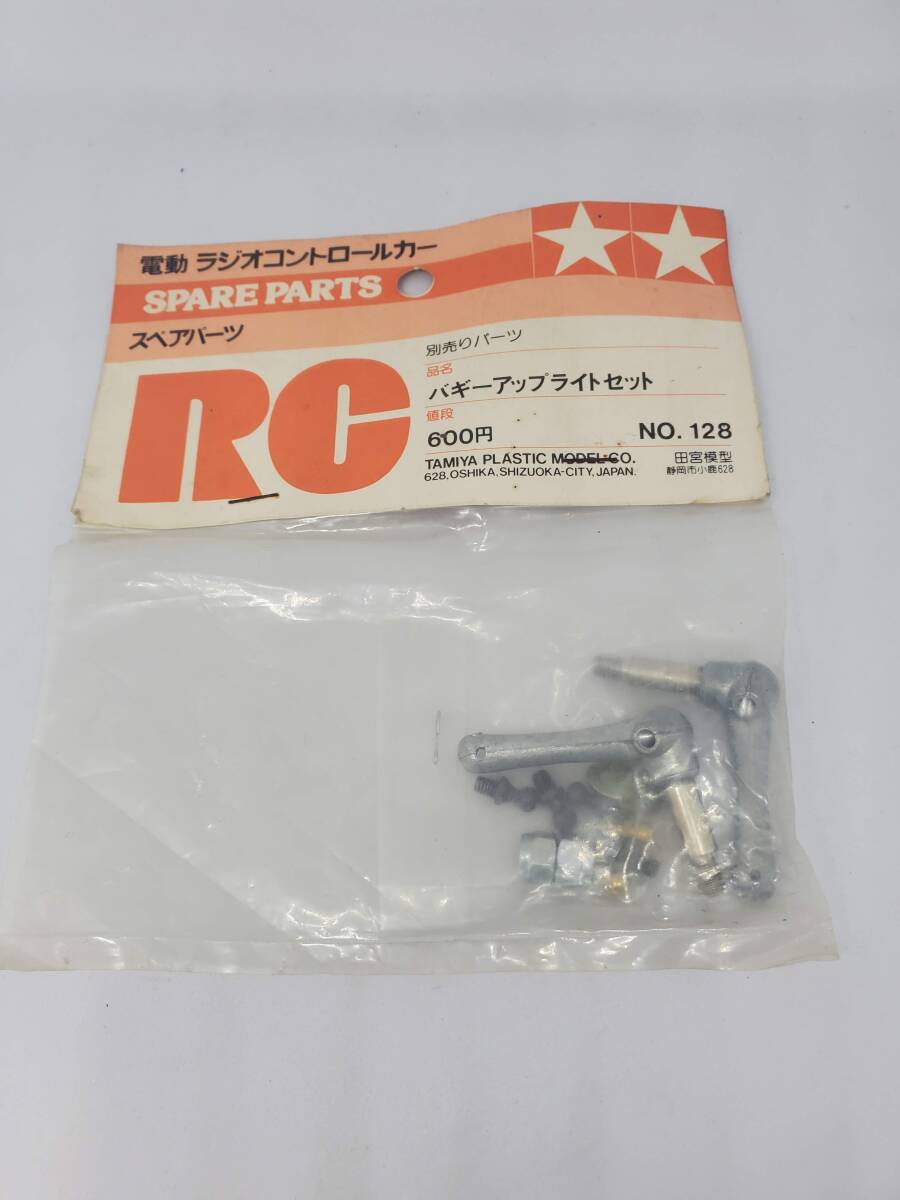 電動 ラジオコントロールカー
SPARE PARTS
スペアパーツ
RC
別売りパーツ
品名
バギーアップライトセット
値段
600円 NO. 128
TAMIYA PLASTIC MODEL CO. 田宮模型
628, OSHIKA, SHIZUOKA-CITY, JAPAN. 静岡市小鹿628